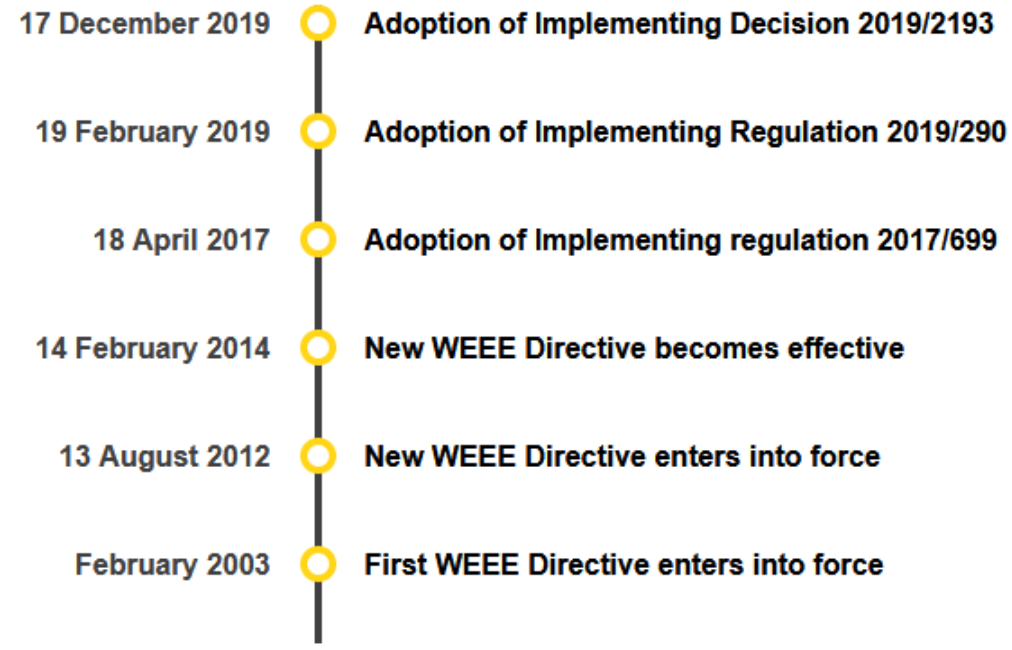 17 December 2019 Adoption of Implementing Decision 2019/2193
19 February 2019 Adoption of Implementing Regulation 2019/290
18 April 2017 Adoption of Implementing regulation 2017/699
14 February 2014 New WEEE Directive becomes effective
13 August 2012 New WEEE Directive enters into force
February 2003 First WEEE Directive enters into force